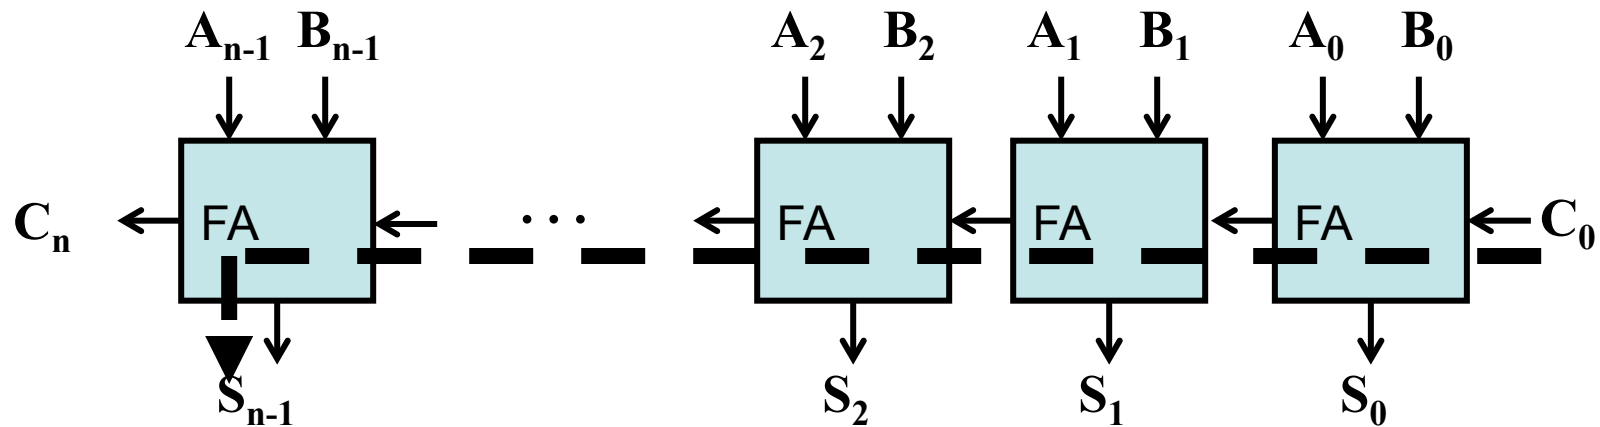 Aₙ₋₁ Bₙ₋₁ A₂ B₂ A₁ B₁ A₀ B₀
Cₙ FA ... FA FA FA C₀
Sₙ₋₁ S₂ S₁ S₀